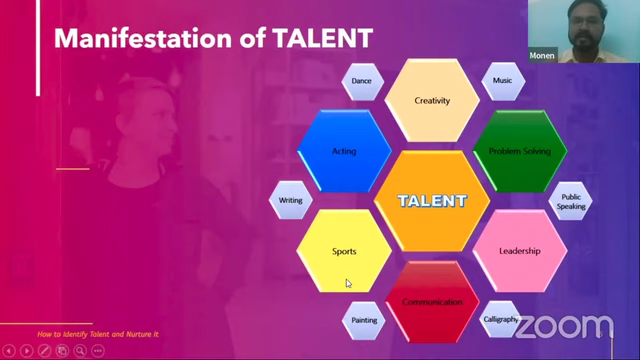 Manifestation of TALENT
Monen
Dance
Music
Creativity
Acting
Problem Solving
Writing
TALENT
Public
Speaking
Sports
Leadership
Communication
Painting
Calligraphy
zoom
How to Identify Talent and Nurture It